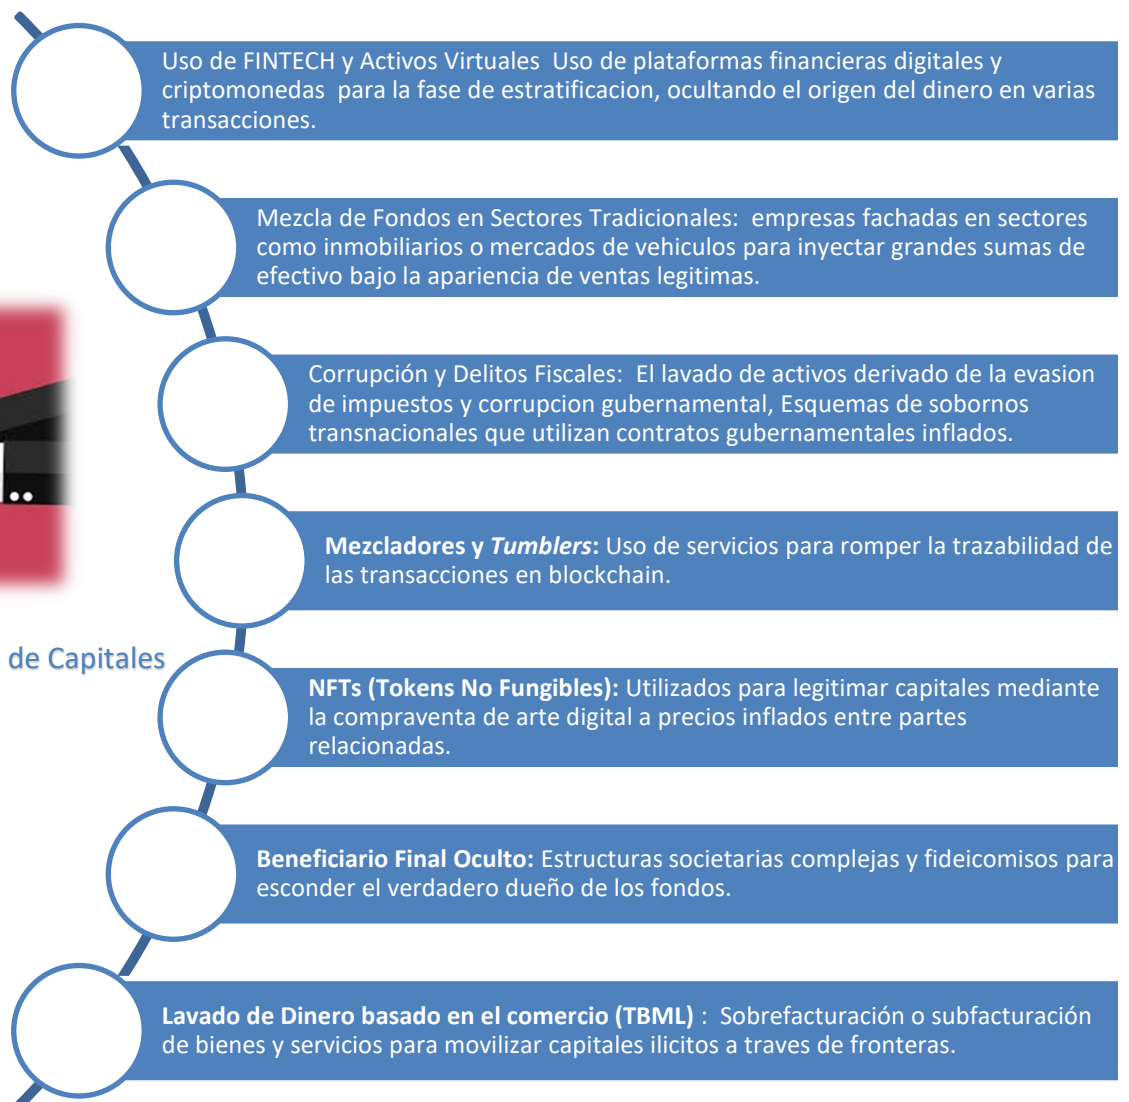 Uso de FINTECH y Activos Virtuales  Uso de plataformas financieras digitales y
criptomonedas  para la fase de estratificacion, ocultando el origen del dinero en varias
transacciones.
Mezcla de Fondos en Sectores Tradicionales:  empresas fachadas en sectores
como inmobiliarios o mercados de vehiculos para inyectar grandes sumas de
efectivo bajo la apariencia de ventas legitimas.
Corrupción y Delitos Fiscales:  El lavado de activos derivado de la evasion
de impuestos y corrupcion gubernamental, Esquemas de sobornos
transnacionales que utilizan contratos gubernamentales inflados.
Mezcladores y Tumblers: Uso de servicios para romper la trazabilidad de
las transacciones en blockchain.
de Capitales
NFTs (Tokens No Fungibles): Utilizados para legitimar capitales mediante
la compraventa de arte digital a precios inflados entre partes
relacionadas.
Beneficiario Final Oculto: Estructuras societarias complejas y fideicomisos para
esconder el verdadero dueño de los fondos.
Lavado de Dinero basado en el comercio (TBML) :  Sobrefacturación o subfacturación
de bienes y servicios para movilizar capitales ilicitos a traves de fronteras.